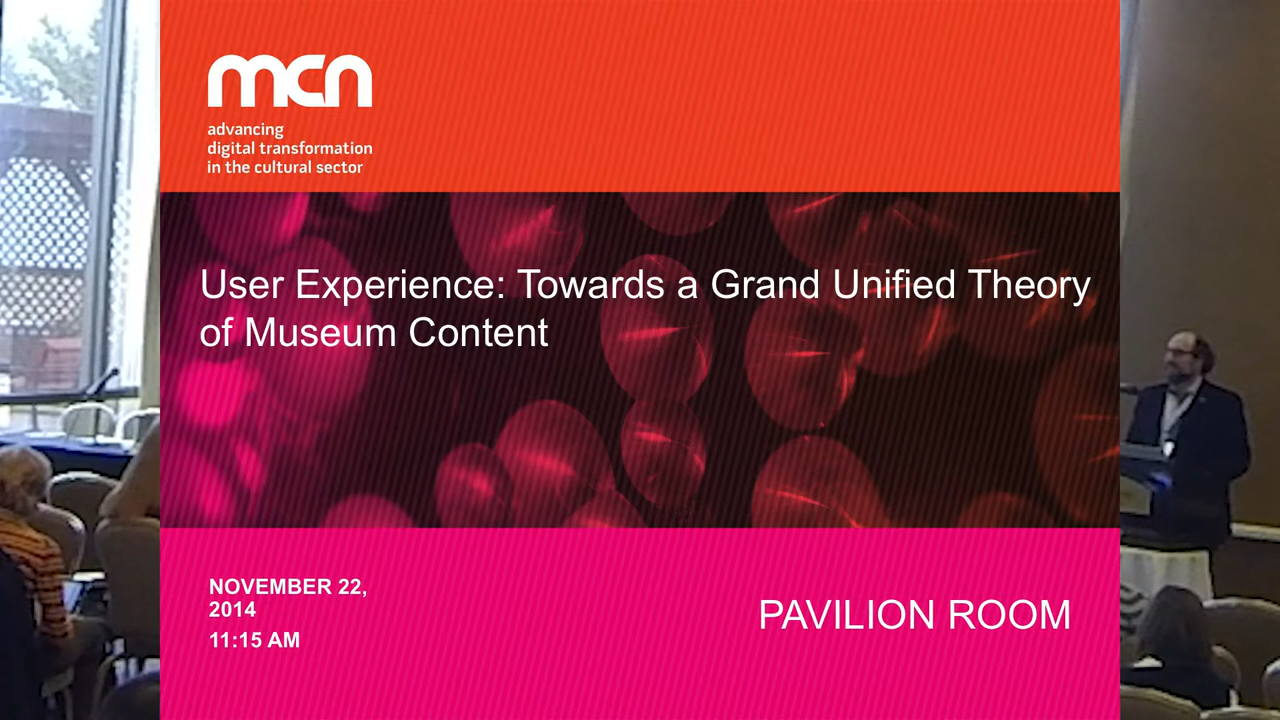 mcn
advancing
digital transformation
in the cultural sector
User Experience: Towards a Grand Unified Theory
of Museum Content
NOVEMBER 22,
2014
11:15 AM
PAVILION ROOM